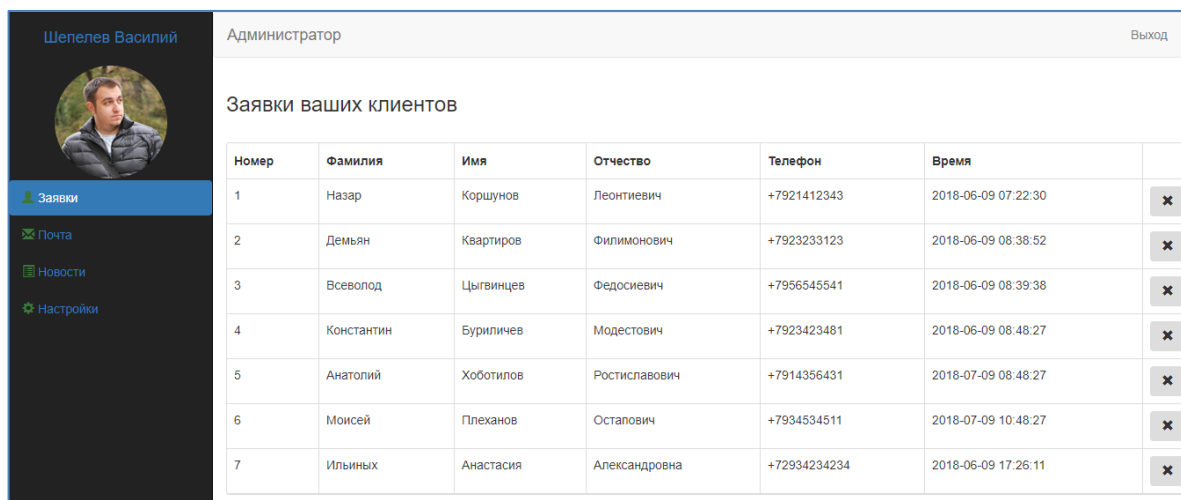 Шепелев Василий
Администратор
Выход
Заявки
Почта
Новости
Настройки
Заявки ваших клиентов
Номер Фамилия Имя Отчество Телефон Время
1 Назар Коршунов Леонтиевич +7921412343 2018-06-09 07:22:30
2 Демьян Квартиров Филимонович +7923233123 2018-06-09 08:38:52
3 Всеволод Цыгвинцев Федосиевич +7956545541 2018-06-09 08:39:38
4 Константин Буриличев Модестович +7923423481 2018-06-09 08:48:27
5 Анатолий Хоботилов Ростиславович +7914356431 2018-07-09 08:48:27
6 Моисей Плеханов Остапович +7934534511 2018-07-09 10:48:27
7 Ильиных Анастасия Александровна +72934234234 2018-06-09 17:26:11